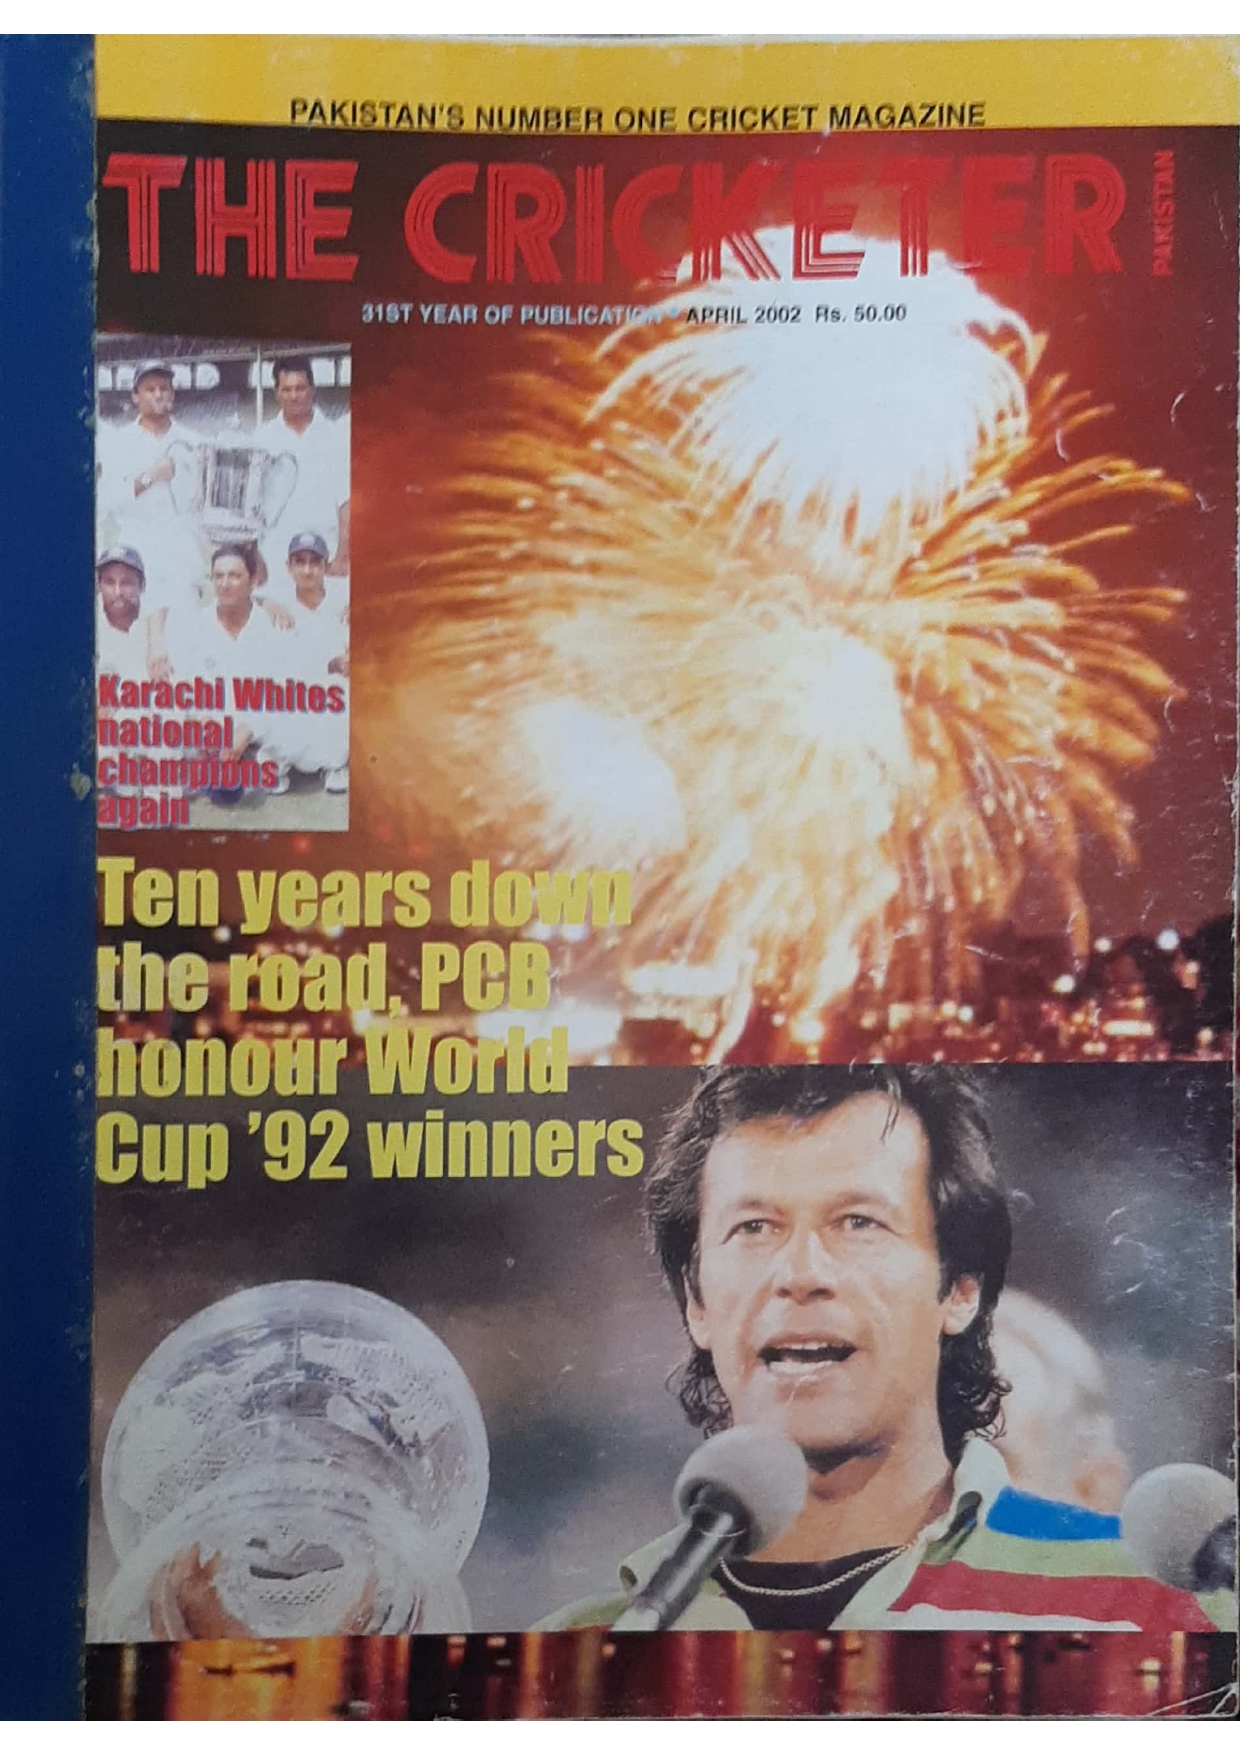 PAKISTAN'S NUMBER ONE CRICKET MAGAZINE
THE CRICKETER
PAKISTAN
31ST YEAR OF PUBLICATION * APRIL 2002 Rs. 50.00
Karachi Whites
national
champions
again
Ten years down
the road, PCB
honour World
Cup '92 winners